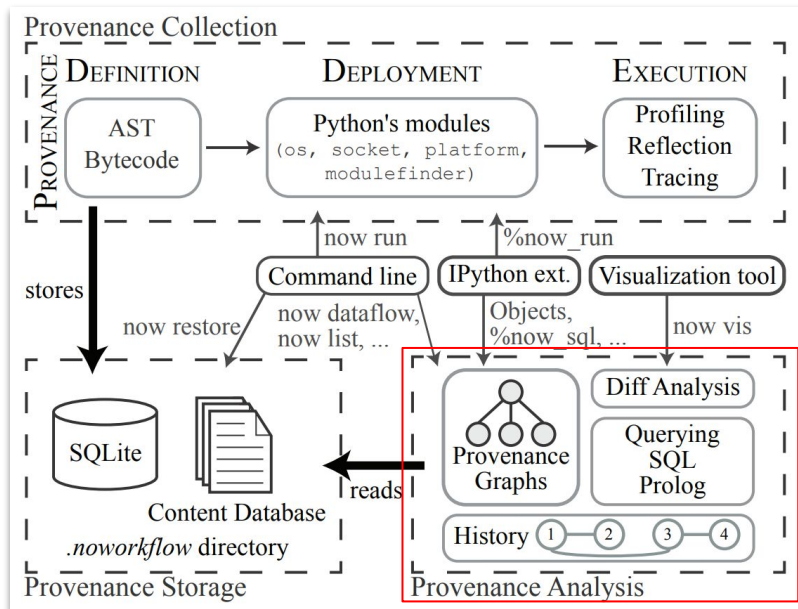 Provenance Collection
PROVENANCE
DEFINITION
AST
Bytecode
DEPLOYMENT
Python's modules
(os, socket, platform,
modulefinder)
EXECUTION
Profiling
Reflection
Tracing
stores
now run
%now_run
Command line
IPython ext.
Visualization tool
now restore
now dataflow,
now list, ...
Objects,
%now_sql, ...
now vis
SQLite
Content Database
.noworkflow directory
Provenance Storage
reads
Provenance
Graphs
Diff Analysis
Querying
SQL
Prolog
History 1 2 3 4
Provenance Analysis